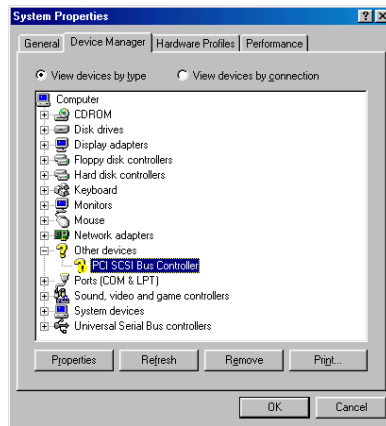 System Properties
General Device Manager Hardware Profiles Performance
View devices by type View devices by connection
Computer
CDROM
Disk drives
Display adapters
Floppy disk controllers
Hard disk controllers
Keyboard
Monitors
Mouse
Network adapters
Other devices
PCI SCSI Bus Controller
Ports (COM & LPT)
Sound, video and game controllers
System devices
Universal Serial Bus controllers
Properties Refresh Remove Print...
OK Cancel